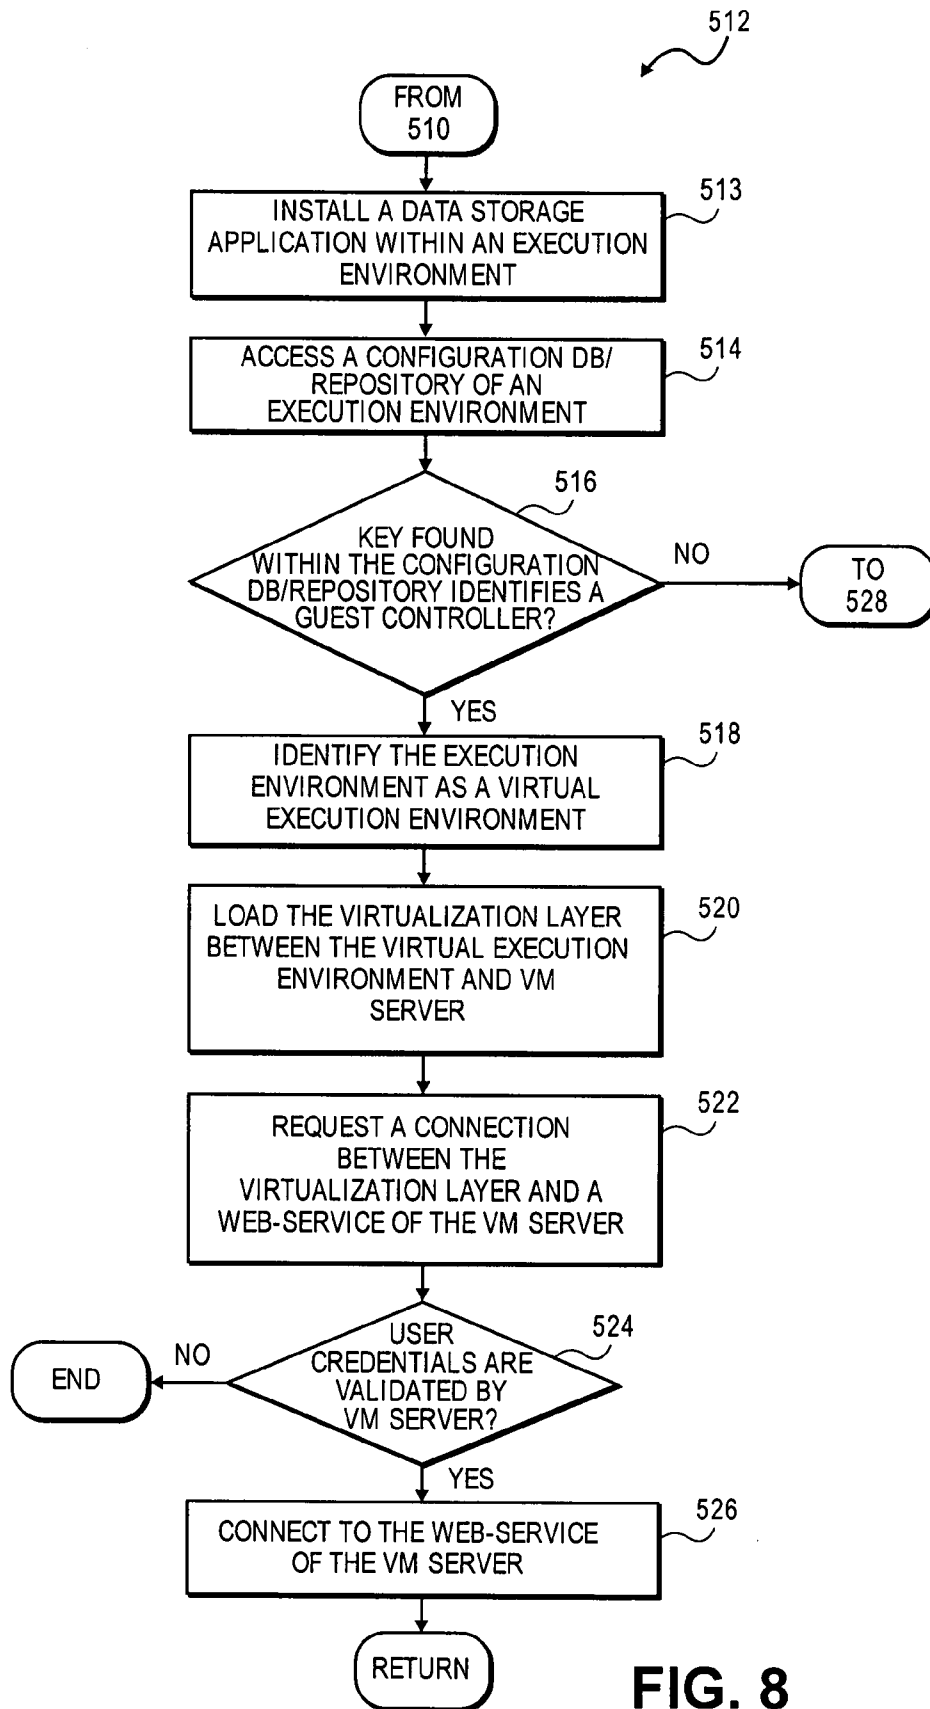 512
FROM
510
513
INSTALL A DATA STORAGE
APPLICATION WITHIN AN EXECUTION
ENVIRONMENT
514
ACCESS A CONFIGURATION DB/
REPOSITORY OF AN
EXECUTION ENVIRONMENT
516
KEY FOUND
WITHIN THE CONFIGURATION
DB/REPOSITORY IDENTIFIES A
GUEST CONTROLLER?
NO
TO
528
YES
518
IDENTIFY THE EXECUTION
ENVIRONMENT AS A VIRTUAL
EXECUTION ENVIRONMENT
520
LOAD THE VIRTUALIZATION LAYER
BETWEEN THE VIRTUAL EXECUTION
ENVIRONMENT AND VM
SERVER
522
REQUEST A CONNECTION
BETWEEN THE
VIRTUALIZATION LAYER AND A
WEB-SERVICE OF THE VM SERVER
524
USER
CREDENTIALS ARE
VALIDATED BY
VM SERVER?
NO
END
YES
526
CONNECT TO THE WEB-SERVICE
OF THE VM SERVER
RETURN
FIG. 8